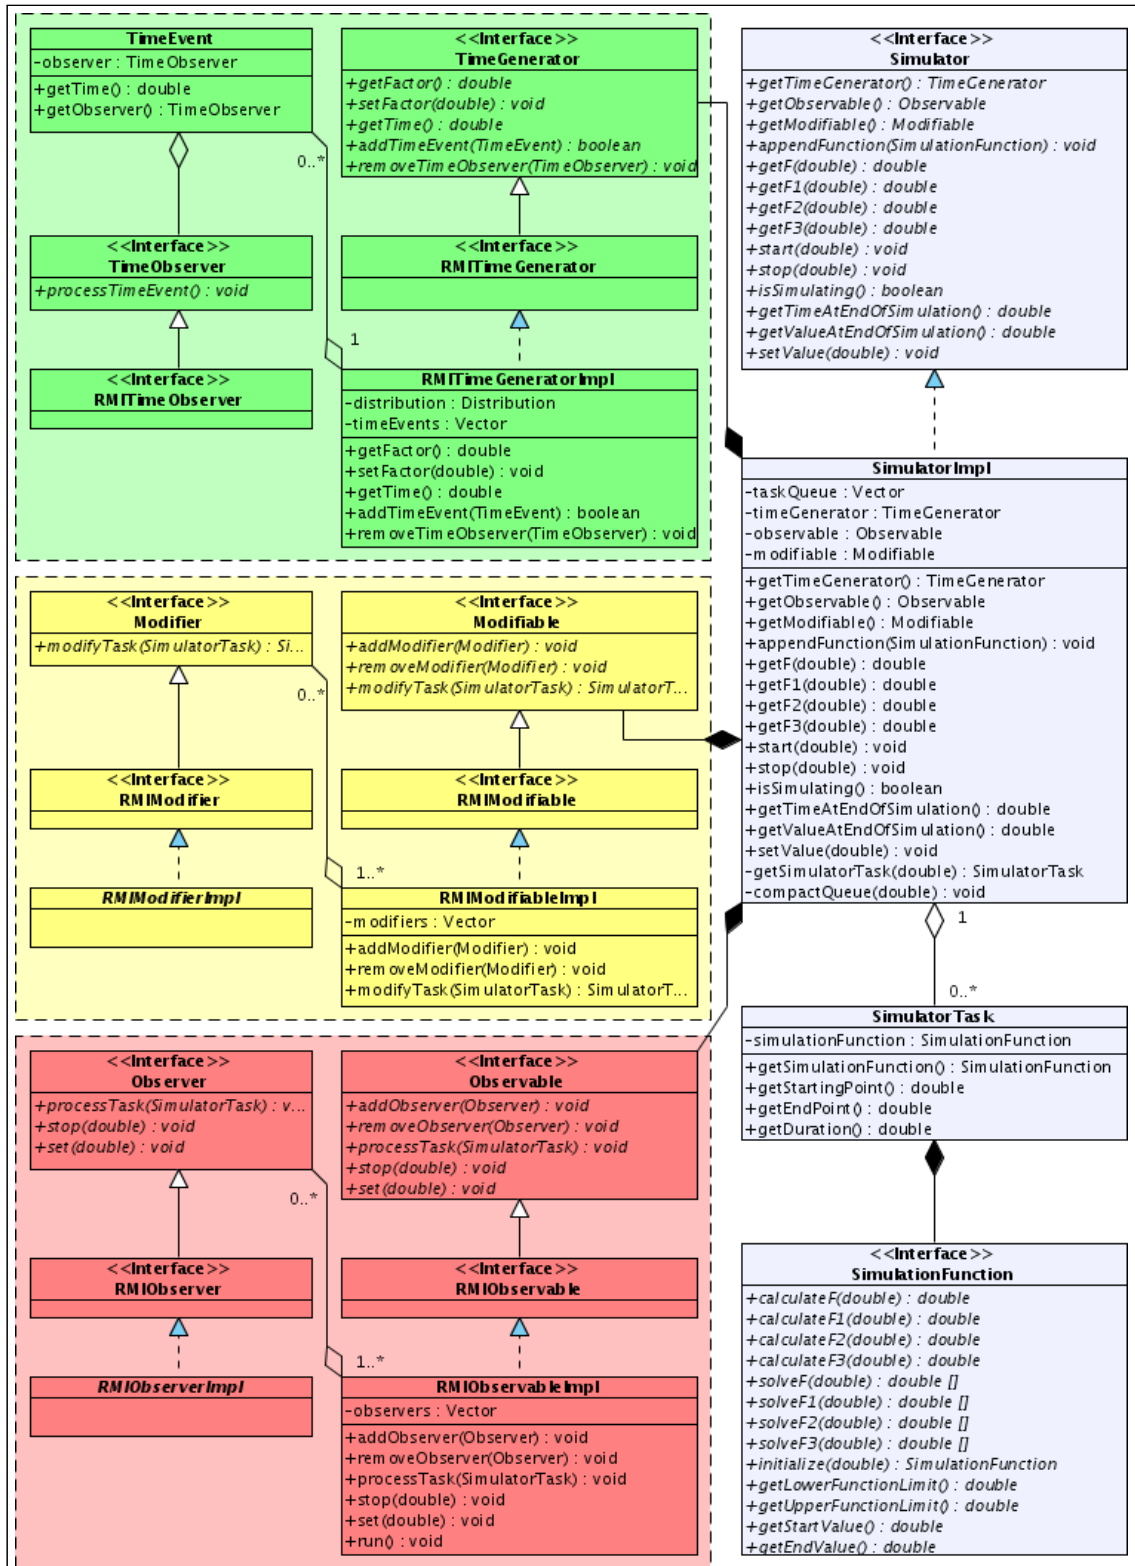 TimeEvent
-observer : TimeObserver
+getTime() : double
+getObserver() : TimeObserver
0..*
<<Interface>>
TimeGenerator
+getFactor() : double
+setFactor(double) : void
+getTime() : double
+addTimeEvent(TimeEvent) : boolean
+removeTimeObserver(TimeObserver) : void
<<Interface>>
TimeObserver
+processTimeEvent() : void
<<Interface>>
RMITimeGenerator
1
<<Interface>>
RMITimeObserver
RMITimeGeneratorImpl
-distribution : Distribution
-timeEvents : Vector
+getFactor() : double
+setFactor(double) : void
+getTime() : double
+addTimeEvent(TimeEvent) : boolean
+removeTimeObserver(TimeObserver) : void
<<Interface>>
Modifier
+modifyTask(SimulatorTask) : Si...
0..*
<<Interface>>
Modifiable
+addModifier(Modifier) : void
+removeModifier(Modifier) : void
+modifyTask(SimulatorTask) : SimulatorT...
<<Interface>>
RMIModifier
<<Interface>>
RMIModifiable
1..*
RMIModifierImpl
RMIModifiableImpl
-modifiers : Vector
+addModifier(Modifier) : void
+removeModifier(Modifier) : void
+modifyTask(SimulatorTask) : SimulatorT...
<<Interface>>
Observer
+processTask(SimulatorTask) : v...
+stop(double) : void
+set(double) : void
0..*
<<Interface>>
Observable
+addObserver(Observer) : void
+removeObserver(Observer) : void
+processTask(SimulatorTask) : void
+stop(double) : void
+set(double) : void
<<Interface>>
RMIObserver
<<Interface>>
RMIObservable
1..*
RMIObserverImpl
RMIObservableImpl
-observers : Vector
+addObserver(Observer) : void
+removeObserver(Observer) : void
+processTask(SimulatorTask) : void
+stop(double) : void
+set(double) : void
+run() : void
<<Interface>>
Simulator
+getTimeGenerator() : TimeGenerator
+getObservable() : Observable
+getModifiable() : Modifiable
+appendFunction(SimulationFunction) : void
+getF(double) : double
+getF1(double) : double
+getF2(double) : double
+getF3(double) : double
+start(double) : void
+stop(double) : void
+isSimulating() : boolean
+getTimeAtEndOfSimulation() : double
+getValueAtEndOfSimulation() : double
+setValue(double) : void
SimulatorImpl
-taskQueue : Vector
-timeGenerator : TimeGenerator
-observable : Observable
-modifiable : Modifiable
+getTimeGenerator() : TimeGenerator
+getObservable() : Observable
+getModifiable() : Modifiable
+appendFunction(SimulationFunction) : void
+getF(double) : double
+getF1(double) : double
+getF2(double) : double
+getF3(double) : double
+start(double) : void
+stop(double) : void
+isSimulating() : boolean
+getTimeAtEndOfSimulation() : double
+getValueAtEndOfSimulation() : double
+setValue(double) : void
-getSimulatorTask(double) : SimulatorTask
-compactQueue(double) : void
1
0..*
SimulatorTask
-simulationFunction : SimulationFunction
+getSimulationFunction() : SimulationFunction
+getStartingPoint() : double
+getEndPoint() : double
+getDuration() : double
<<Interface>>
SimulationFunction
+calculateF(double) : double
+calculateF1(double) : double
+calculateF2(double) : double
+calculateF3(double) : double
+solveF(double) : double []
+solveF1(double) : double []
+solveF2(double) : double []
+solveF3(double) : double []
+initialize(double) : SimulationFunction
+getLowerFunctionLimit() : double
+getUpperFunctionLimit() : double
+getStartValue() : double
+getEndValue() : double